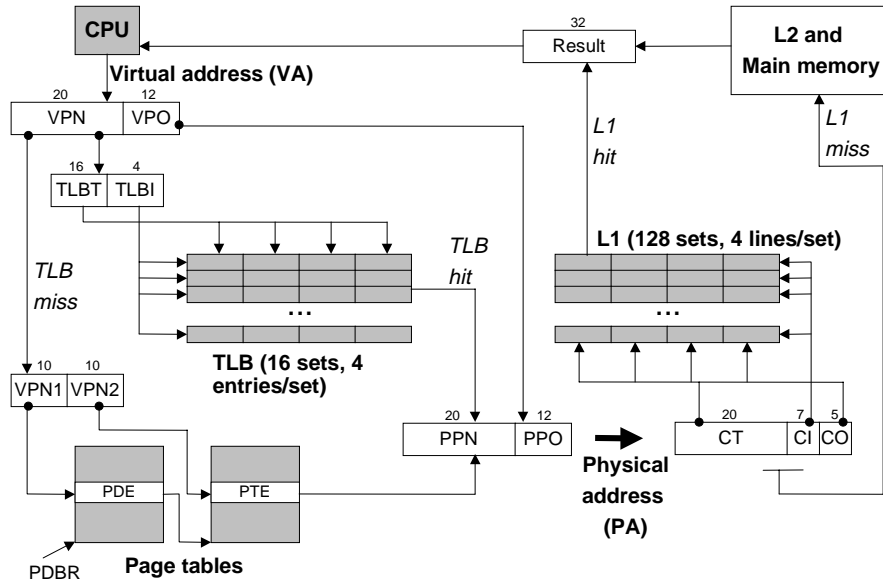 CPU
32
Result
L2 and
Main memory
Virtual address (VA)
20
12
VPN
VPO
L1
hit
L1
miss
16
4
TLBT
TLBI
TLB
hit
L1 (128 sets, 4 lines/set)
TLB
miss
...
...
TLB (16 sets, 4
entries/set)
10
10
VPN1
VPN2
20
12
PPN
PPO
20
7
5
CT
CI
CO
Physical
address
(PA)
PDE
PTE
PDBR
Page tables